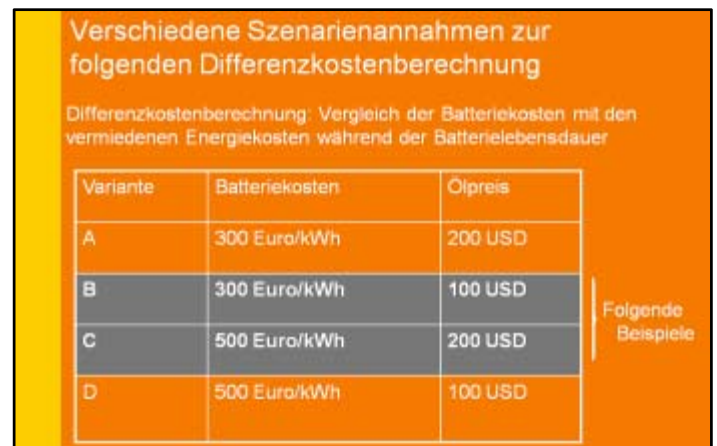 Verschiedene Szenarienannahmen zur
folgenden Differenzkostenberechnung
Differenzkostenberechnung: Vergleich der Batteriekosten mit den
vermiedenen Energiekosten während der Batterielebensdauer
Variante Batteriekosten Ölpreis
A 300 Euro/kWh 200 USD
B 300 Euro/kWh 100 USD
C 500 Euro/kWh 200 USD
D 500 Euro/kWh 100 USD
Folgende
Beispiele